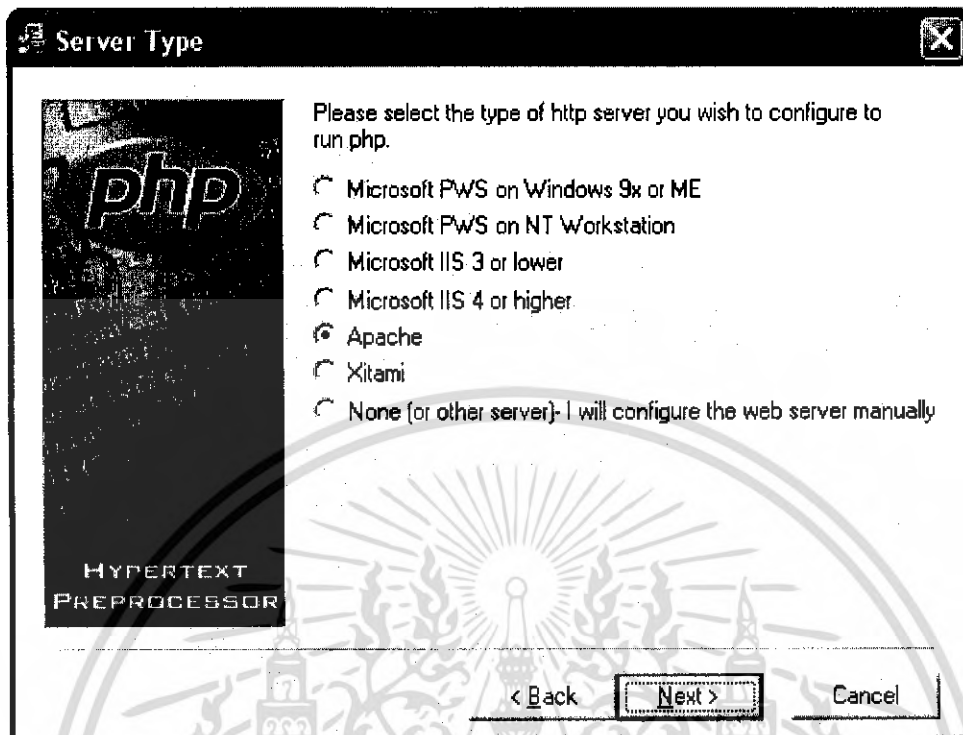 Server Type
Please select the type of http server you wish to configure to
run php.
Microsoft PWS on Windows 9x or ME
Microsoft PWS on NT Workstation
Microsoft IIS 3 or lower
Microsoft IIS 4 or higher
Apache
Xitami
None (or other server)- I will configure the web server manually
php
HYPERTEXT
PREPROCESSOR
< Back
Next >
Cancel